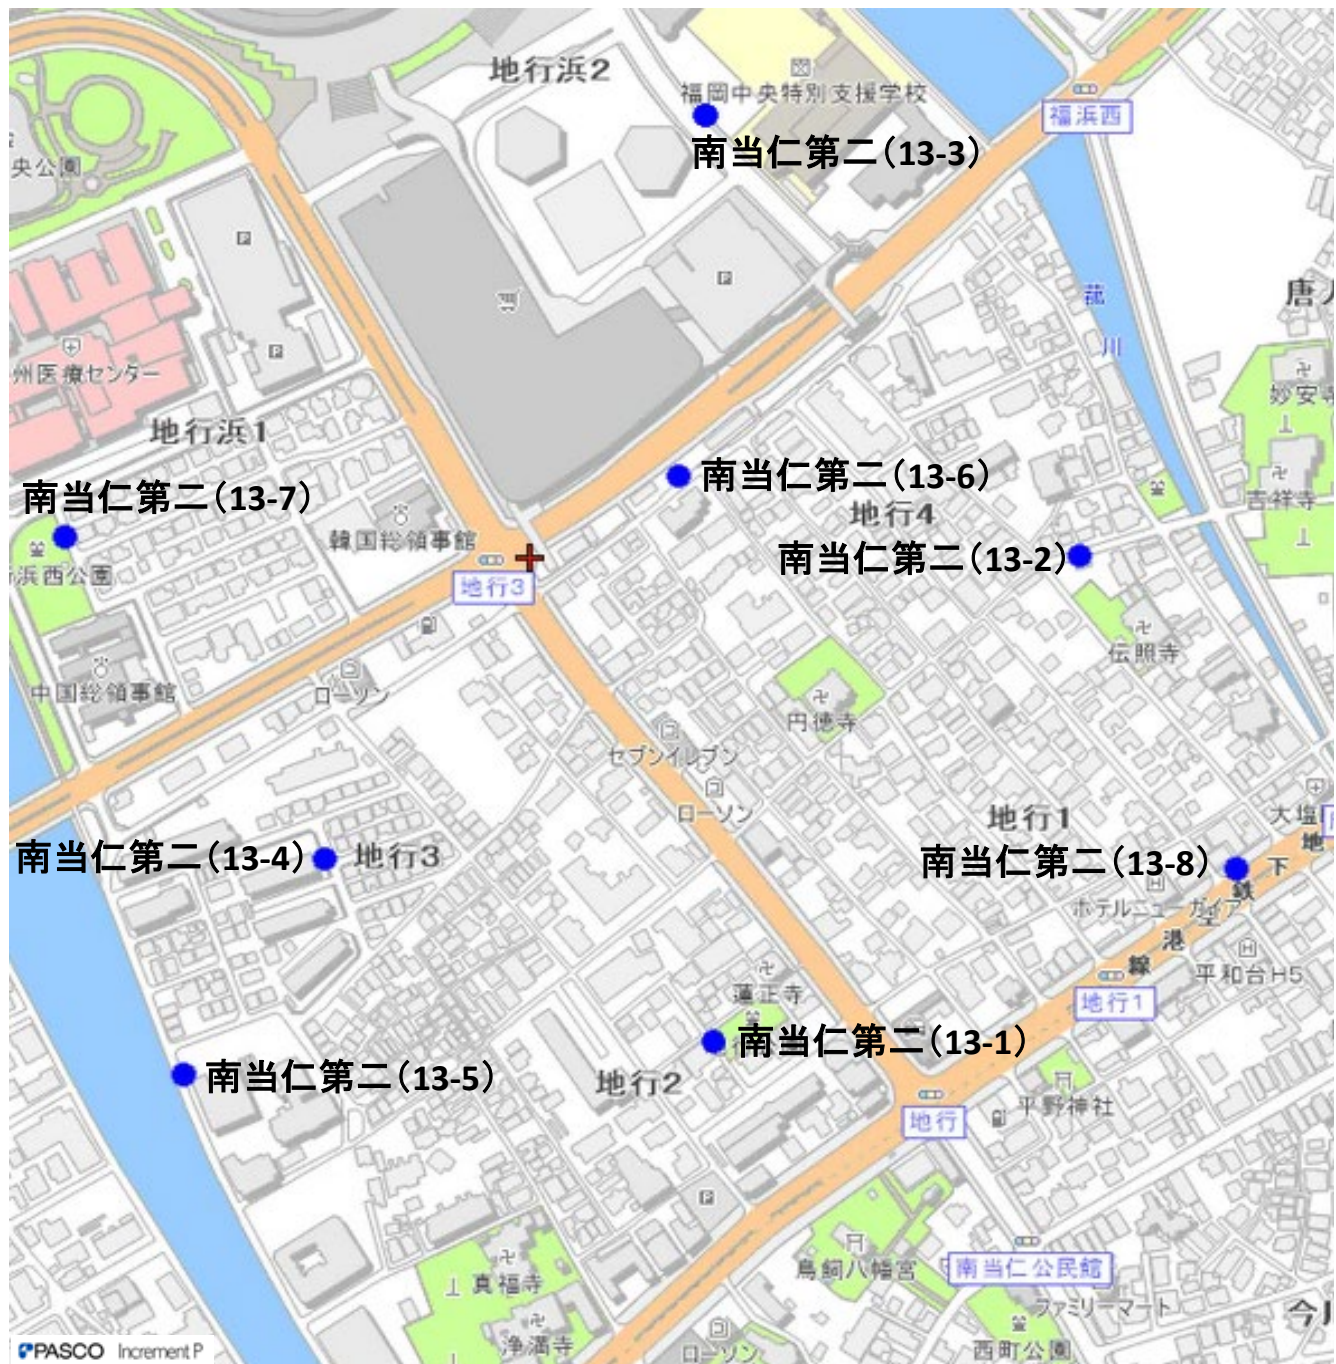 地行浜2
福岡中央特別支援学校
福浜西
南当仁第二(13-3)
央公園
菰川
唐人
州医療センター
妙安寺
地行浜1
南当仁第二(13-7)
南当仁第二(13-6)
吉祥寺
地行4
韓国総領事館
南当仁第二(13-2)
浜西公園
地行3
伝照寺
中国総領事館
ローソン
円徳寺
セブンイレブン
ローソン
地行1
大塩
南当仁第二(13-4)
地行3
南当仁第二(13-8)
地下鉄空港線
ホテルニューガイア
平和台H5
蓮正寺
地行1
南当仁第二(13-1)
南当仁第二(13-5)
地行2
平野神社
地行
鳥飼八幡宮
南当仁公民館
真福寺
ファミリーマート
今川
浄満寺
ローソン
西町公園
PASCO Increment P